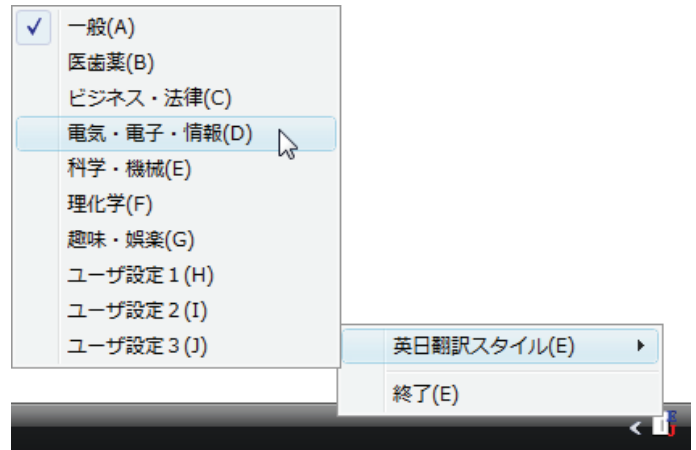 一般(A)
医歯薬(B)
ビジネス・法律(C)
電気・電子・情報(D)
科学・機械(E)
理化学(F)
趣味・娯楽(G)
ユーザ設定1(H)
ユーザ設定2(I)
ユーザ設定3(J)
英日翻訳スタイル(E)
終了(E)
E
J